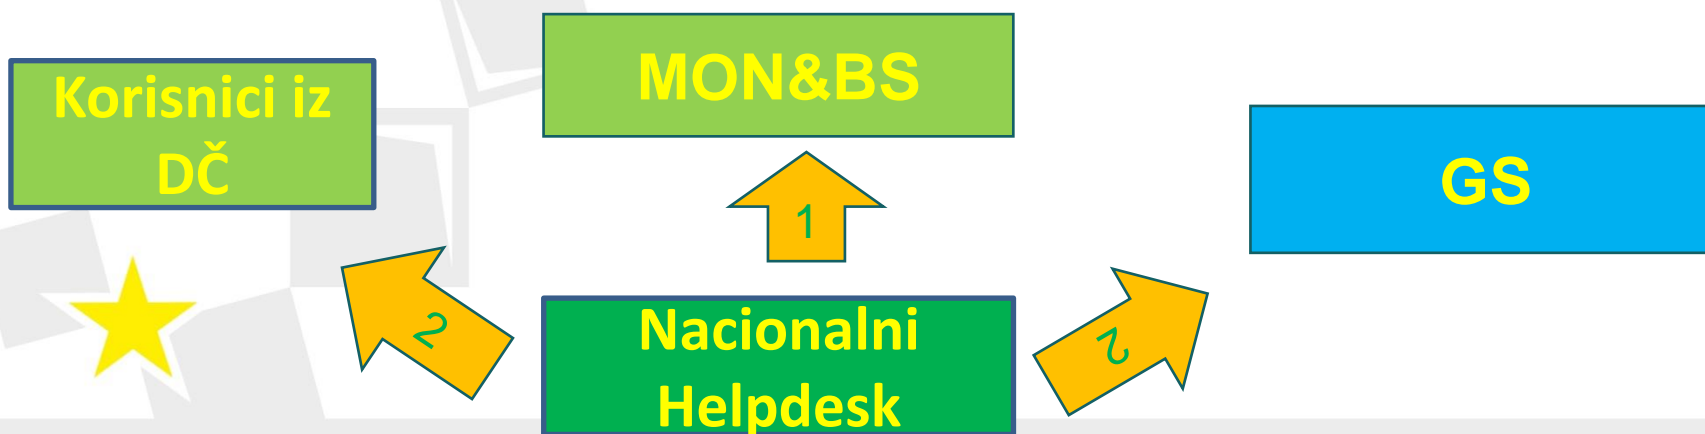 Korisnici iz
DČ
MON&BS
GS
1
2
2
Nacionalni
Helpdesk